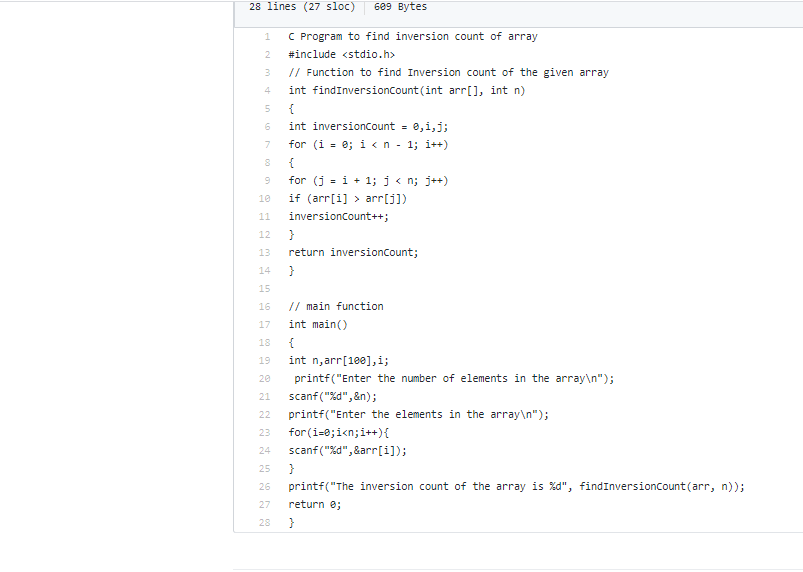 28 lines (27 sloc) 609 Bytes
1 C Program to find inversion count of array
2 #include <stdio.h>
3 // Function to find Inversion count of the given array
4 int findInversionCount(int arr[], int n)
5 {
6 int inversionCount = 0,i,j;
7 for (i = 0; i < n - 1; i++)
8 {
9 for (j = i + 1; j < n; j++)
10 if (arr[i] > arr[j])
11 inversionCount++;
12 }
13 return inversionCount;
14 }
15
16 // main function
17 int main()
18 {
19 int n,arr[100],i;
20  printf("Enter the number of elements in the array\n");
21 scanf("%d",&n);
22 printf("Enter the elements in the array\n");
23 for(i=0;i<n;i++){
24 scanf("%d",&arr[i]);
25 }
26 printf("The inversion count of the array is %d", findInversionCount(arr, n));
27 return 0;
28 }